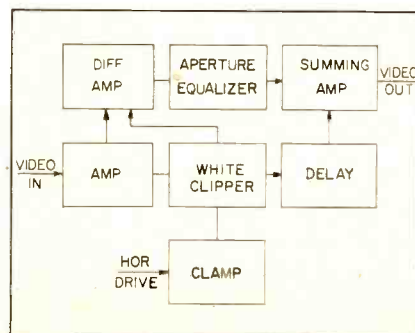 DIFF
AMP
APERTURE
EQUALIZER
SUMMING
AMP
VIDEO
OUT
VIDEO
IN
AMP
WHITE
CLIPPER
DELAY
HOR
DRIVE
CLAMP